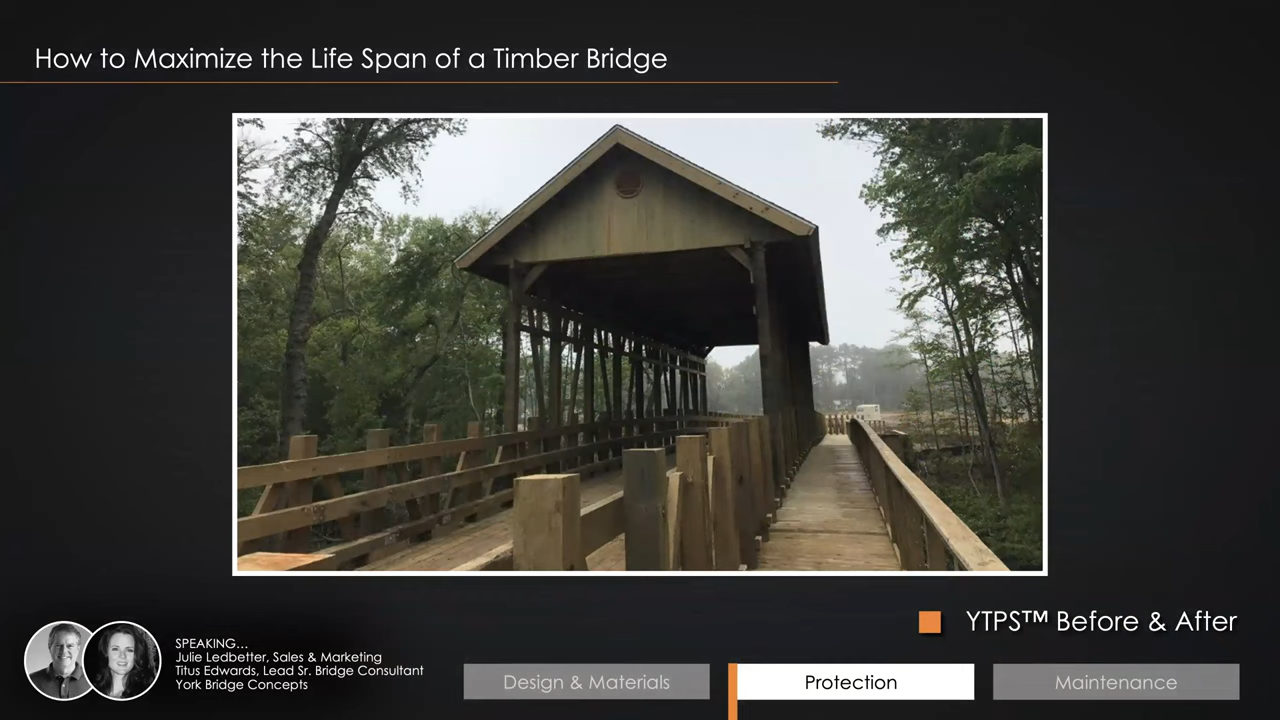 How to Maximize the Life Span of a Timber Bridge
YTPS™ Before & After
SPEAKING...
Julie Ledbetter, Sales & Marketing
Titus Edwards, Lead Sr. Bridge Consultant
York Bridge Concepts
Design & Materials
Protection
Maintenance